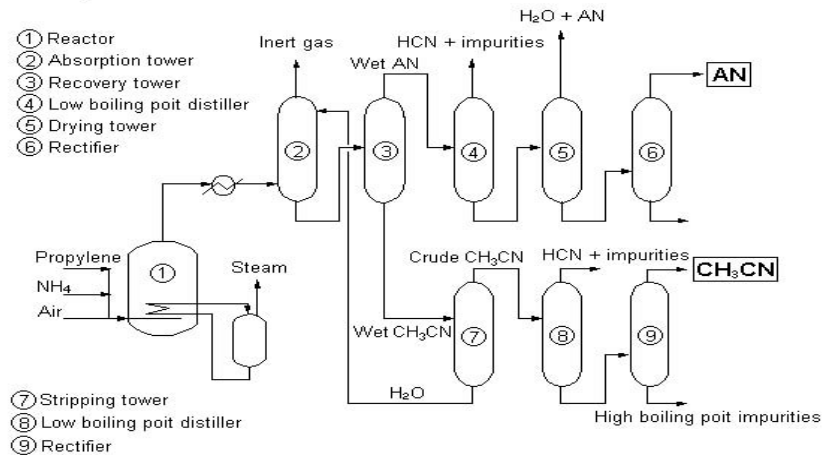 ① Reactor
② Absorption tower
③ Recovery tower
④ Low boiling poit distiller
⑤ Drying tower
⑥ Rectifier
Inert gas
HCN + impurities
H₂O + AN
Wet AN
AN
②
③
④
⑤
⑥
Propylene
NH₄
Air
①
Steam
Crude CH₃CN
HCN + impurities
CH₃CN
Wet CH₃CN
⑦
⑧
⑨
H₂O
High boiling poit impurities
⑦ Stripping tower
⑧ Low boiling poit distiller
⑨ Rectifier